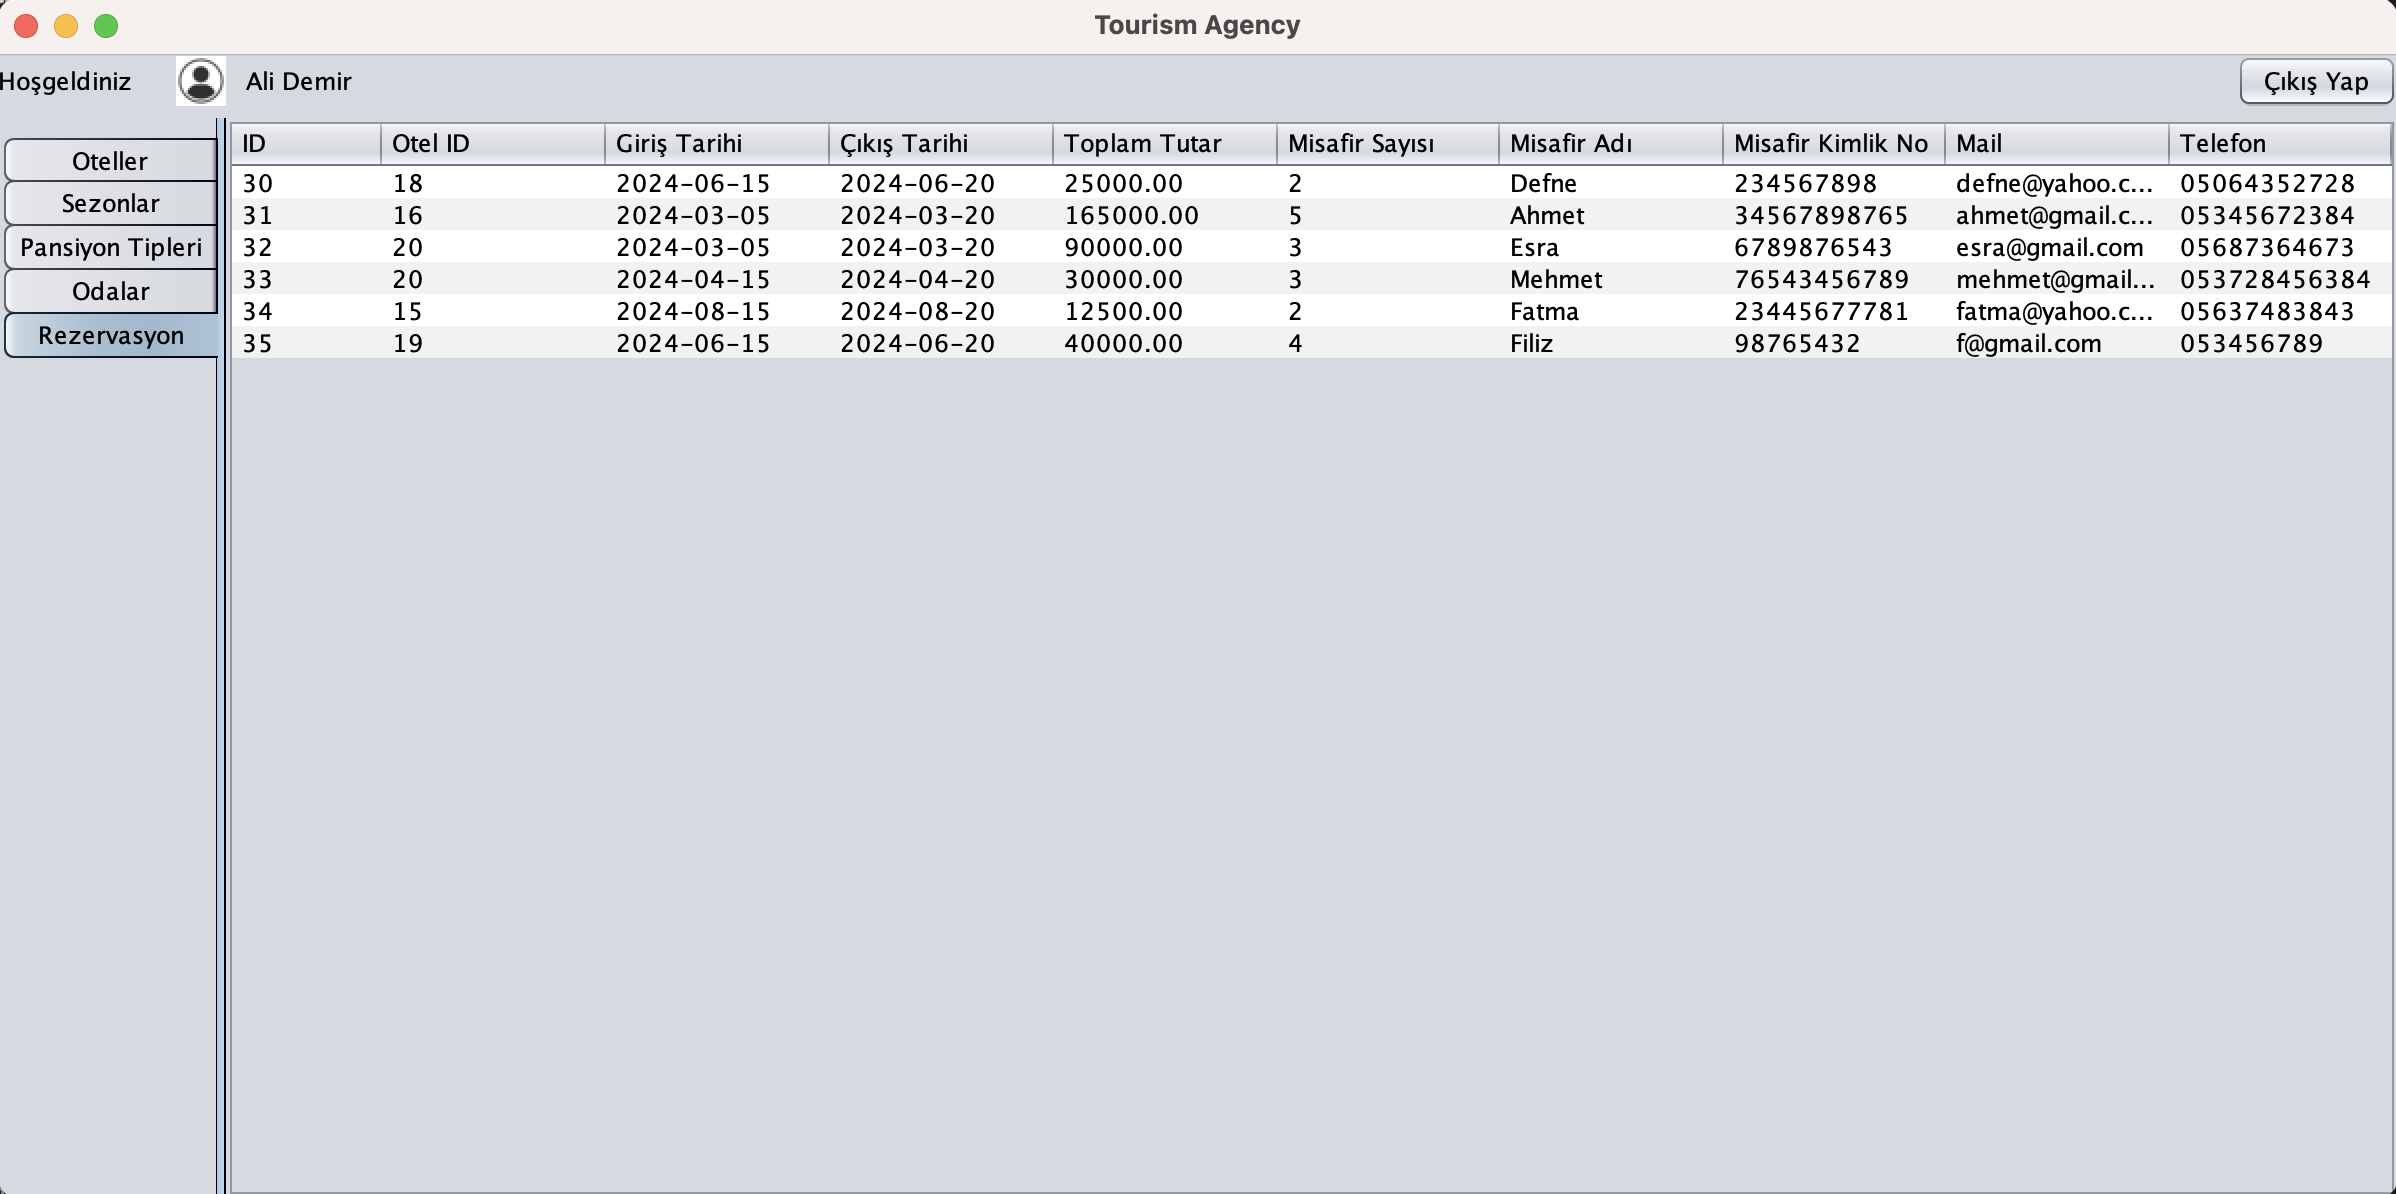 Tourism Agency
Hoşgeldiniz Ali Demir Çıkış Yap
Oteller
Sezonlar
Pansiyon Tipleri
Odalar
Rezervasyon
ID Otel ID Giriş Tarihi Çıkış Tarihi Toplam Tutar Misafir Sayısı Misafir Adı Misafir Kimlik No Mail Telefon
30 18 2024-06-15 2024-06-20 25000.00 2 Defne 234567898 defne@yahoo.c... 05064352728
31 16 2024-03-05 2024-03-20 165000.00 5 Ahmet 34567898765 ahmet@gmail.c... 05345672384
32 20 2024-03-05 2024-03-20 90000.00 3 Esra 6789876543 esra@gmail.com 05687364673
33 20 2024-04-15 2024-04-20 30000.00 3 Mehmet 76543456789 mehmet@gmail... 053728456384
34 15 2024-08-15 2024-08-20 12500.00 2 Fatma 23445677781 fatma@yahoo.c... 05637483843
35 19 2024-06-15 2024-06-20 40000.00 4 Filiz 98765432 f@gmail.com 053456789